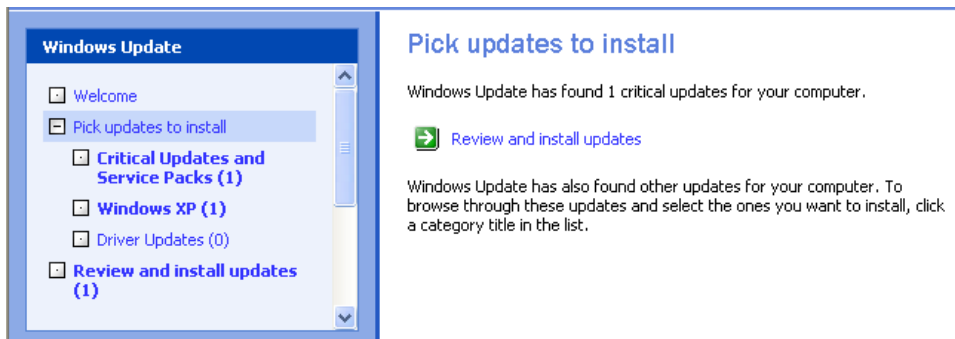 Windows Update
Welcome
Pick updates to install
Critical Updates and
Service Packs (1)
Windows XP (1)
Driver Updates (0)
Review and install updates
(1)
Pick updates to install
Windows Update has found 1 critical updates for your computer.
Review and install updates
Windows Update has also found other updates for your computer. To
browse through these updates and select the ones you want to install, click
a category title in the list.